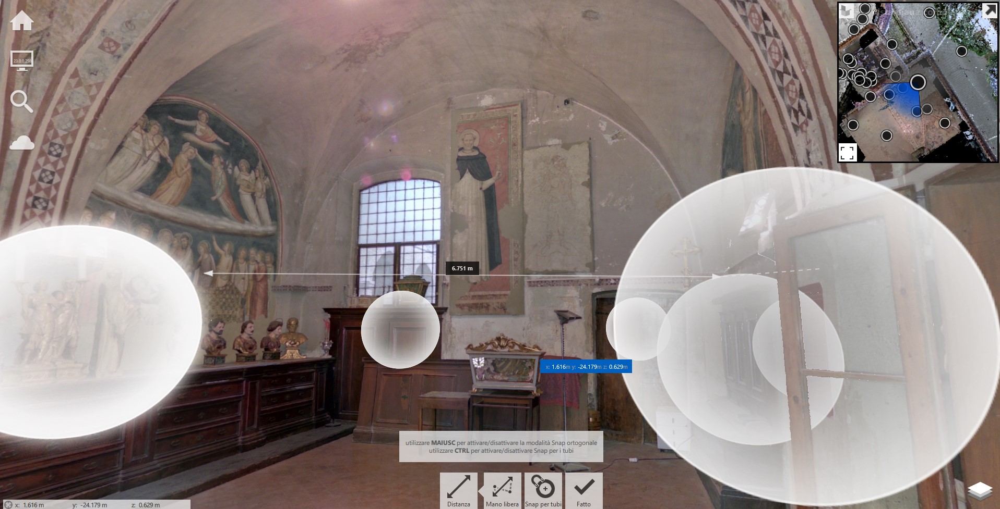 23.0.0.258
6.751 m
x: 1.616m y: -24.179m z: 0.629m
utilizzare MAIUSC per attivare/disattivare la modalità Snap ortogonale
utilizzare CTRL per attivare/disattivare Snap per i tubi
Distanza
Mano libera
Snap per tubi
Fatto
x: 1.616 m y: -24.179 m z: 0.629 m